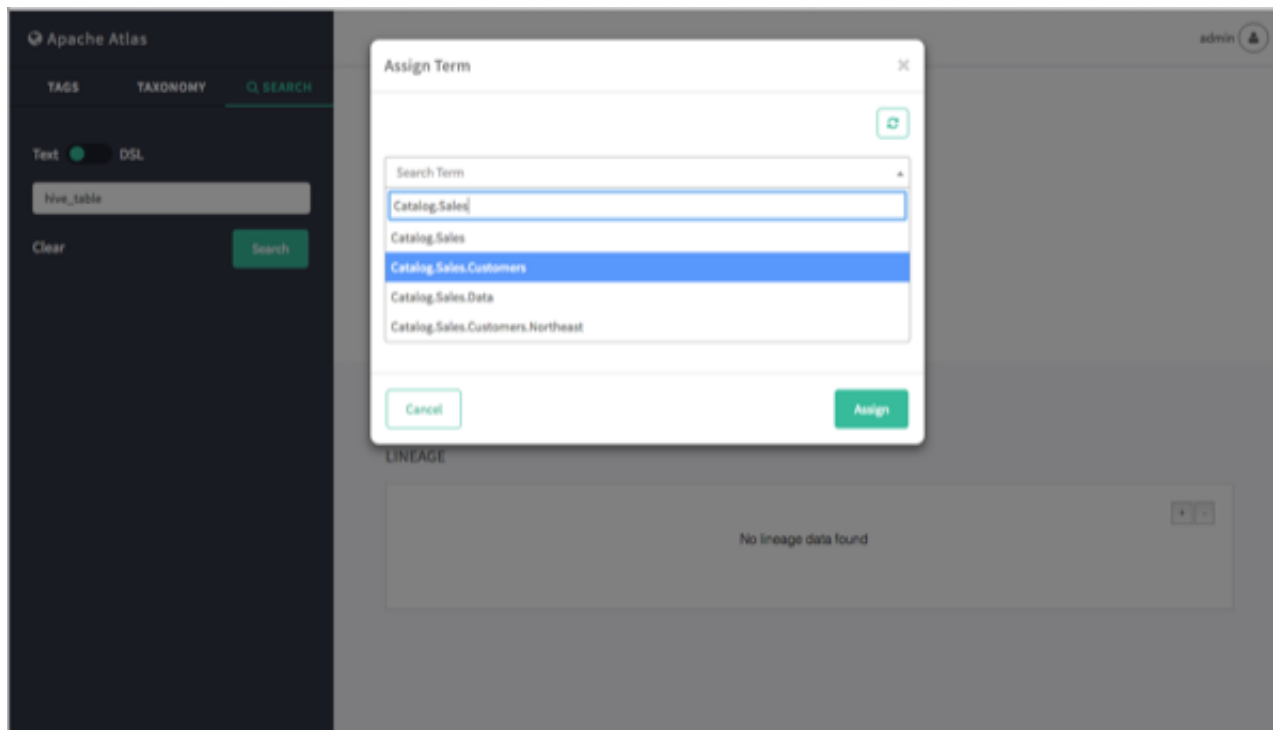 Apache Atlas
admin
TAGS TAXONOMY SEARCH
Text DSL
hive_table
Clear Search
Assign Term
×
Search Term
Catalog.Sales
Catalog.Sales
Catalog.Sales.Customers
Catalog.Sales.Data
Catalog.Sales.Customers.Northeast
Cancel Assign
LINEAGE
+ -
No lineage data found